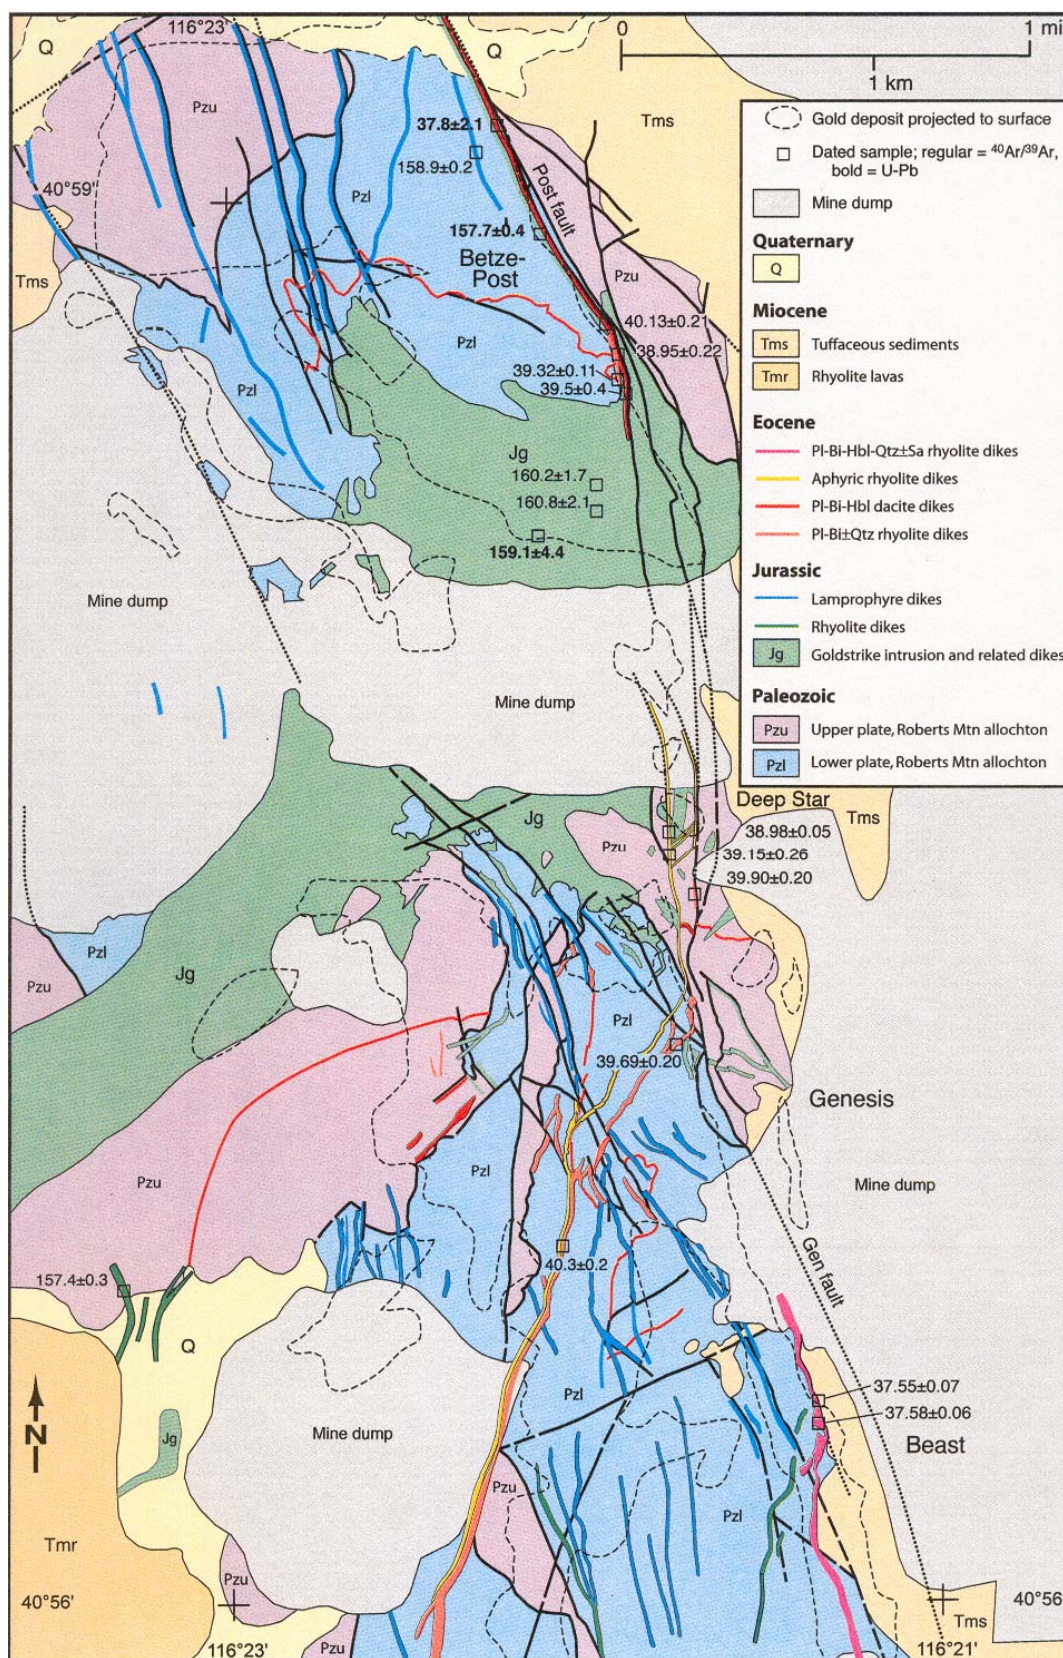 116°23'
Q
Q
0
1 mi
1 km
Tms
Pzu
37.8±2.1
158.9±0.2
40°59'
Pzl
Post fault
157.7±0.4
Betze-
Post
Tms
Pzu
40.13±0.21
38.95±0.22
Pzl
39.32±0.11
39.5±0.4
Pzl
Jg
160.2±1.7
160.8±2.1
159.1±4.4
Mine dump
Mine dump
Gold deposit projected to surface
Dated sample; regular = ⁴⁰Ar/³⁹Ar,
bold = U-Pb
Mine dump
Quaternary
Q
Miocene
Tms Tuffaceous sediments
Tmr Rhyolite lavas
Eocene
Pl-Bi-Hbl-Qtz±Sa rhyolite dikes
Aphyric rhyolite dikes
Pl-Bi-Hbl dacite dikes
Pl-Bi±Qtz rhyolite dikes
Jurassic
Lamprophyre dikes
Rhyolite dikes
Jg Goldstrike intrusion and related dikes
Paleozoic
Pzu Upper plate, Roberts Mtn allochton
Pzl Lower plate, Roberts Mtn allochton
Deep Star
Jg
Tms
38.98±0.05
Pzu
39.15±0.26
39.90±0.20
Pzl
Jg
Pzu
Pzl
39.69±0.20
Genesis
Pzl
Pzu
Mine dump
Gen fault
40.3±0.2
157.4±0.3
Q
37.55±0.07
Pzl
37.58±0.06
N
Jg
Mine dump
Beast
Pzu
Pzl
Tmr
Pzu
40°56'
40°56
Tms
116°23'
Pzu
116°21'